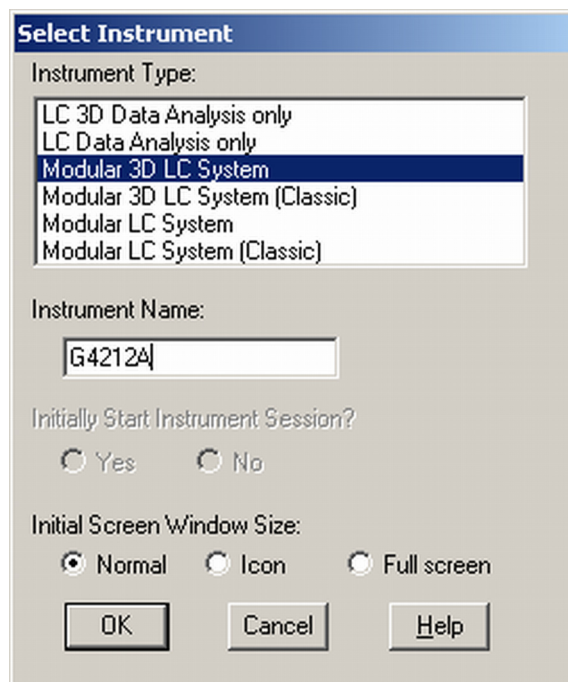 Select Instrument
Instrument Type:
LC 3D Data Analysis only
LC Data Analysis only
Modular 3D LC System
Modular 3D LC System (Classic)
Modular LC System
Modular LC System (Classic)
Instrument Name:
G4212A
Initially Start Instrument Session?
Yes No
Initial Screen Window Size:
Normal Icon Full screen
OK Cancel Help